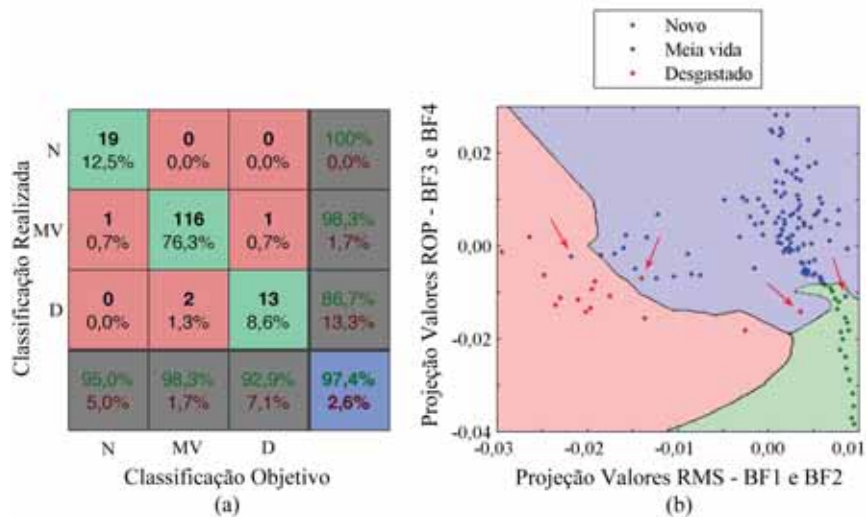 Novo
Meia vida
Desgastado
Classificação Realizada
N
19
12,5%
0
0,0%
0
0,0%
100%
0,0%
MV
1
0,7%
116
76,3%
1
0,7%
98,3%
1,7%
D
0
0,0%
2
1,3%
13
8,6%
86,7%
13,3%
95,0%
5,0%
98,3%
1,7%
92,9%
7,1%
97,4%
2,6%
N MV D
Classificação Objetivo
(a)
Projeção Valores ROP - BF3 e BF4
0,02
0,00
-0,02
-0,04
-0,03 -0,02 -0,01 0,00 0,01
Projeção Valores RMS - BF1 e BF2
(b)